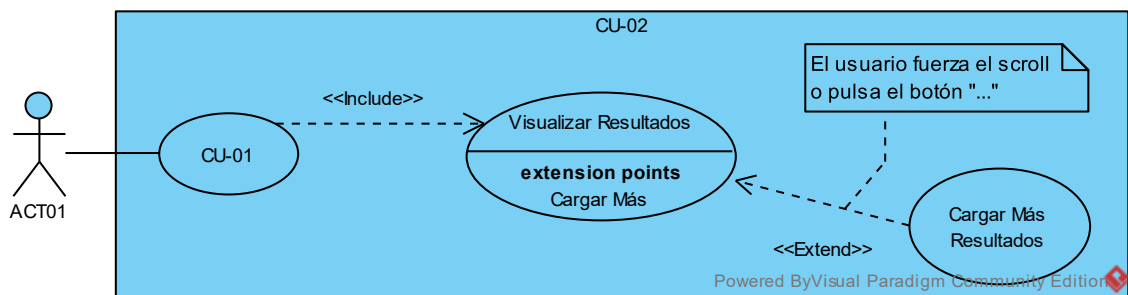 CU-02
El usuario fuerza el scroll
o pulsa el botón "..."
<<Include>>
Visualizar Resultados
CU-01
extension points
Cargar Más
ACT01
Cargar Más
Resultados
<<Extend>>
Powered ByVisual Paradigm Community Edition